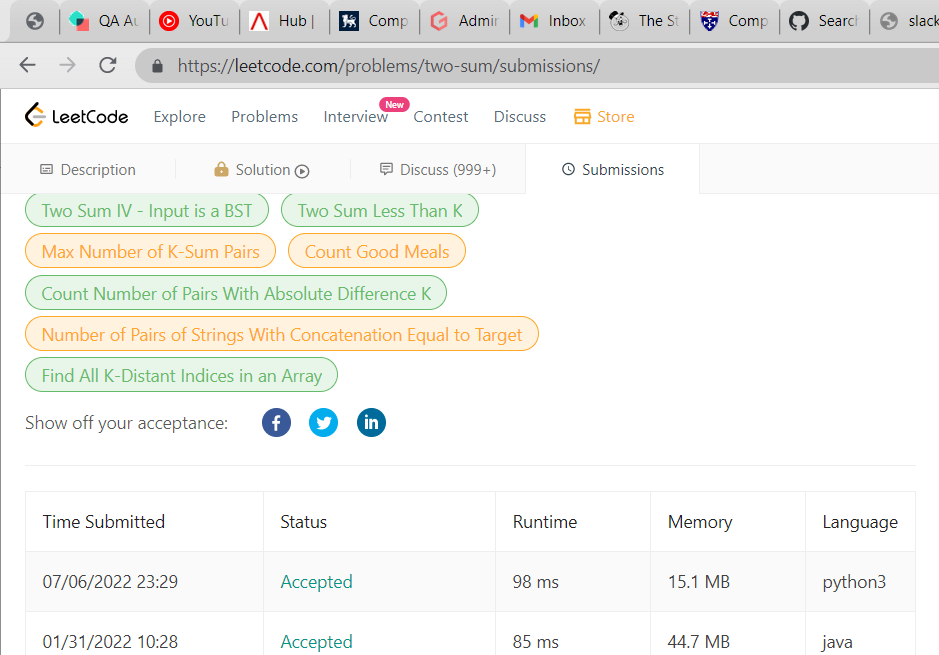 QA Au YouTu Hub | Comp Admin Inbox The St Comp Search slack
https://leetcode.com/problems/two-sum/submissions/
LeetCode Explore Problems Interview New Contest Discuss Store
Description Solution Discuss (999+) Submissions
Two Sum IV - Input is a BST Two Sum Less Than K
Max Number of K-Sum Pairs Count Good Meals
Count Number of Pairs With Absolute Difference K
Number of Pairs of Strings With Concatenation Equal to Target
Find All K-Distant Indices in an Array
Show off your acceptance:
Time Submitted Status Runtime Memory Language
07/06/2022 23:29 Accepted 98 ms 15.1 MB python3
01/31/2022 10:28 Accepted 85 ms 44.7 MB java